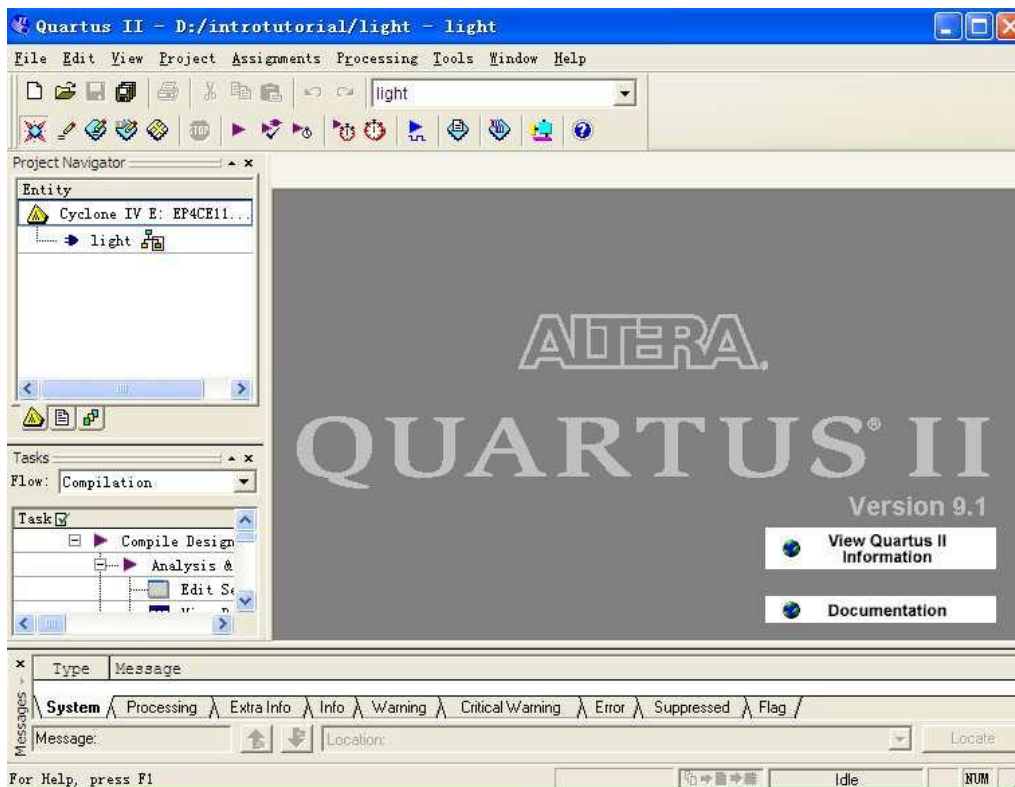 Quartus II - D:/introtutorial/light - light
File Edit View Project Assignments Processing Tools Window Help
light
STOP
Project Navigator
Entity
Cyclone IV E: EP4CE11...
light
Tasks
Flow: Compilation
Task
Compile Design
Analysis &
Edit Se
ALTERA.
QUARTUS® II
Version 9.1
View Quartus II
Information
Documentation
Messages
Type Message
System Processing Extra Info Info Warning Critical Warning Error Suppressed Flag
Message: Location: Locate
For Help, press F1 Idle NUM